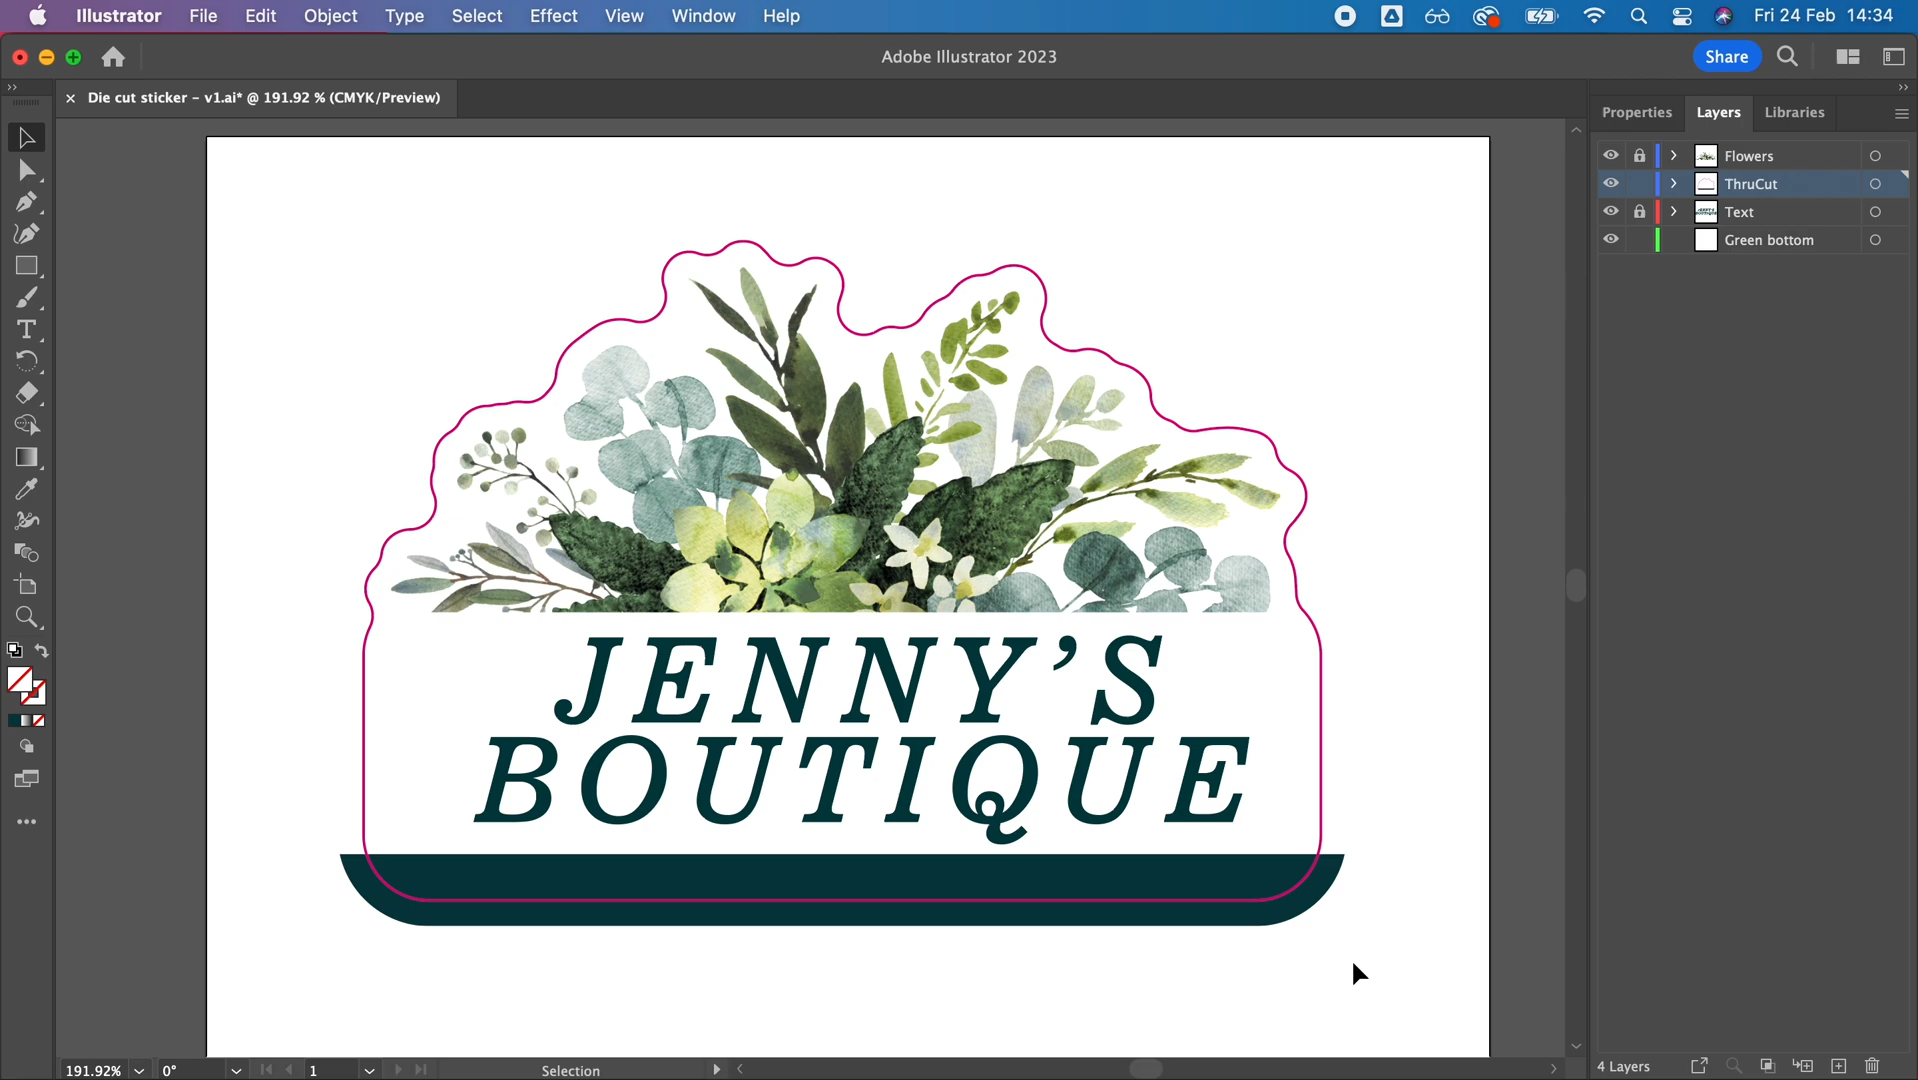 Illustrator File Edit Object Type Select Effect View Window Help Fri 24 Feb 14:34
Adobe Illustrator 2023
Share
× Die cut sticker – v1.ai* @ 191.92 % (CMYK/Preview)
Properties Layers Libraries
Flowers
ThruCut
Text
Green bottom
JENNY'S
BOUTIQUE
191.92% 0° 1 Selection
4 Layers